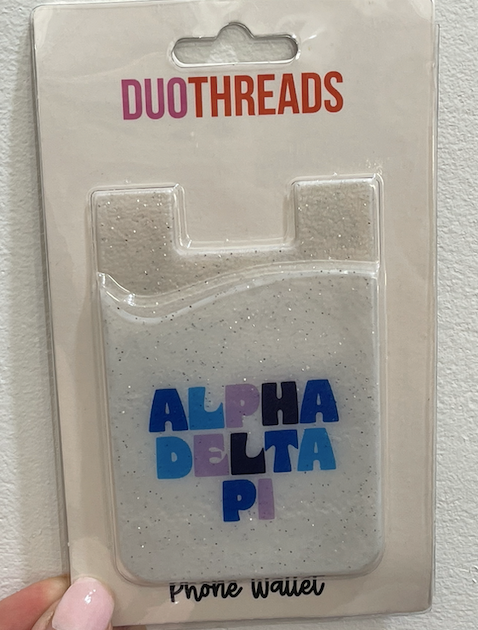 DUOTHREADS
ALPHA
DELTA
PI
Phone Wallet